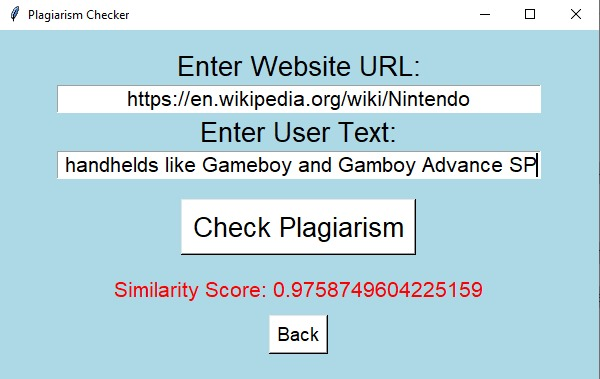 Plagiarism Checker
Enter Website URL:
https://en.wikipedia.org/wiki/Nintendo
Enter User Text:
handhelds like Gameboy and Gamboy Advance SP
Check Plagiarism
Similarity Score: 0.9758749604225159
Back